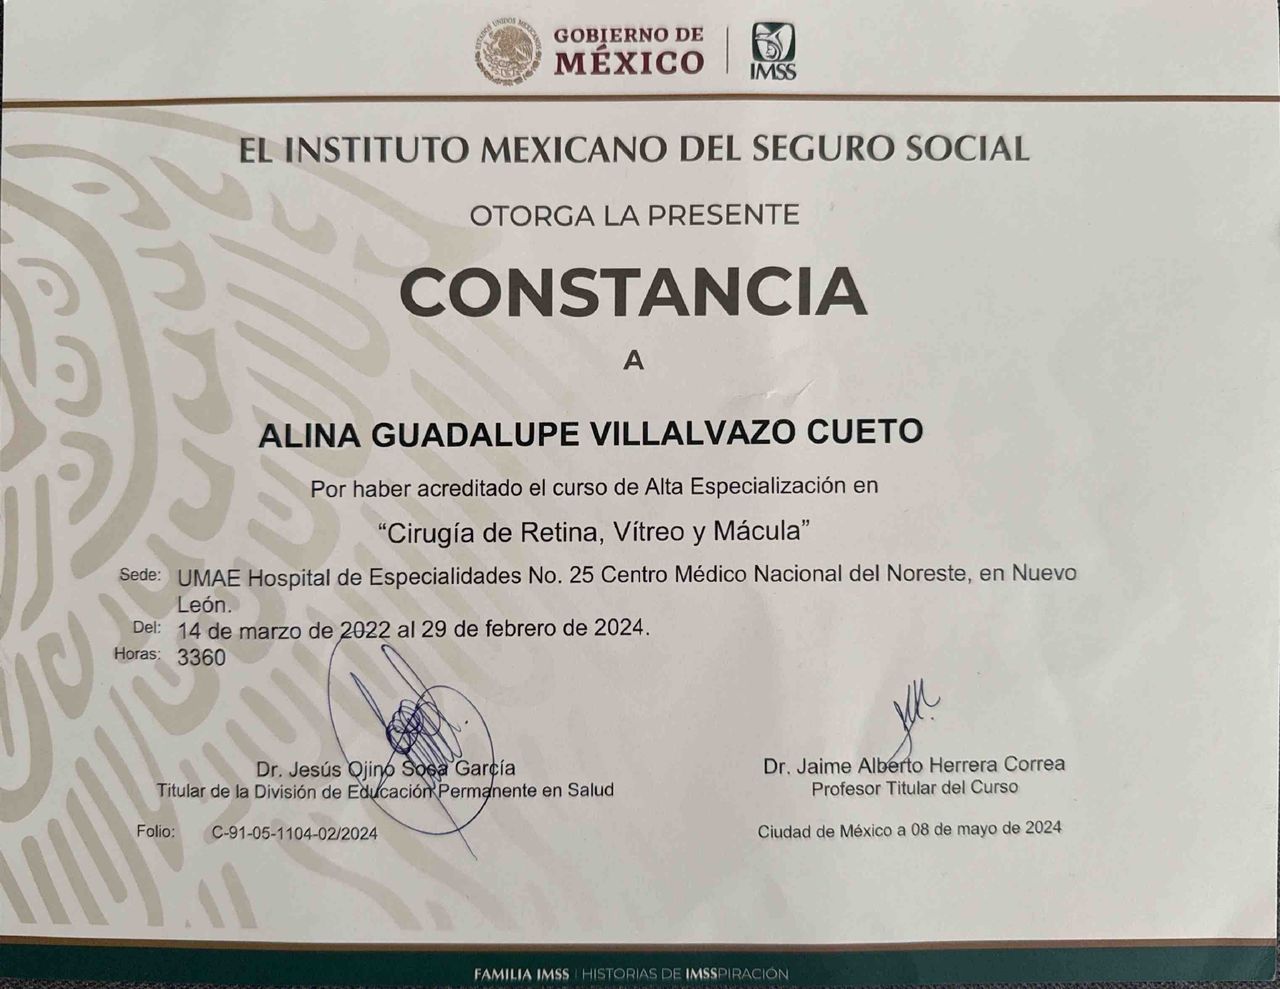 ESTADOS UNIDOS MEXICANOS
GOBIERNO DE
MÉXICO
IMSS
EL INSTITUTO MEXICANO DEL SEGURO SOCIAL
OTORGA LA PRESENTE
CONSTANCIA
A
ALINA GUADALUPE VILLALVAZO CUETO
Por haber acreditado el curso de Alta Especialización en
“Cirugía de Retina, Vítreo y Mácula”
Sede: UMAE Hospital de Especialidades No. 25 Centro Médico Nacional del Noreste, en Nuevo
León.
Del: 14 de marzo de 2022 al 29 de febrero de 2024.
Horas: 3360
Dr. Jesús Ojino Sosa García
Titular de la División de Educación Permanente en Salud
Folio: C-91-05-1104-02/2024
Dr. Jaime Alberto Herrera Correa
Profesor Titular del Curso
Ciudad de México a 08 de mayo de 2024
FAMILIA IMSS | HISTORIAS DE IMSSPIRACIÓN